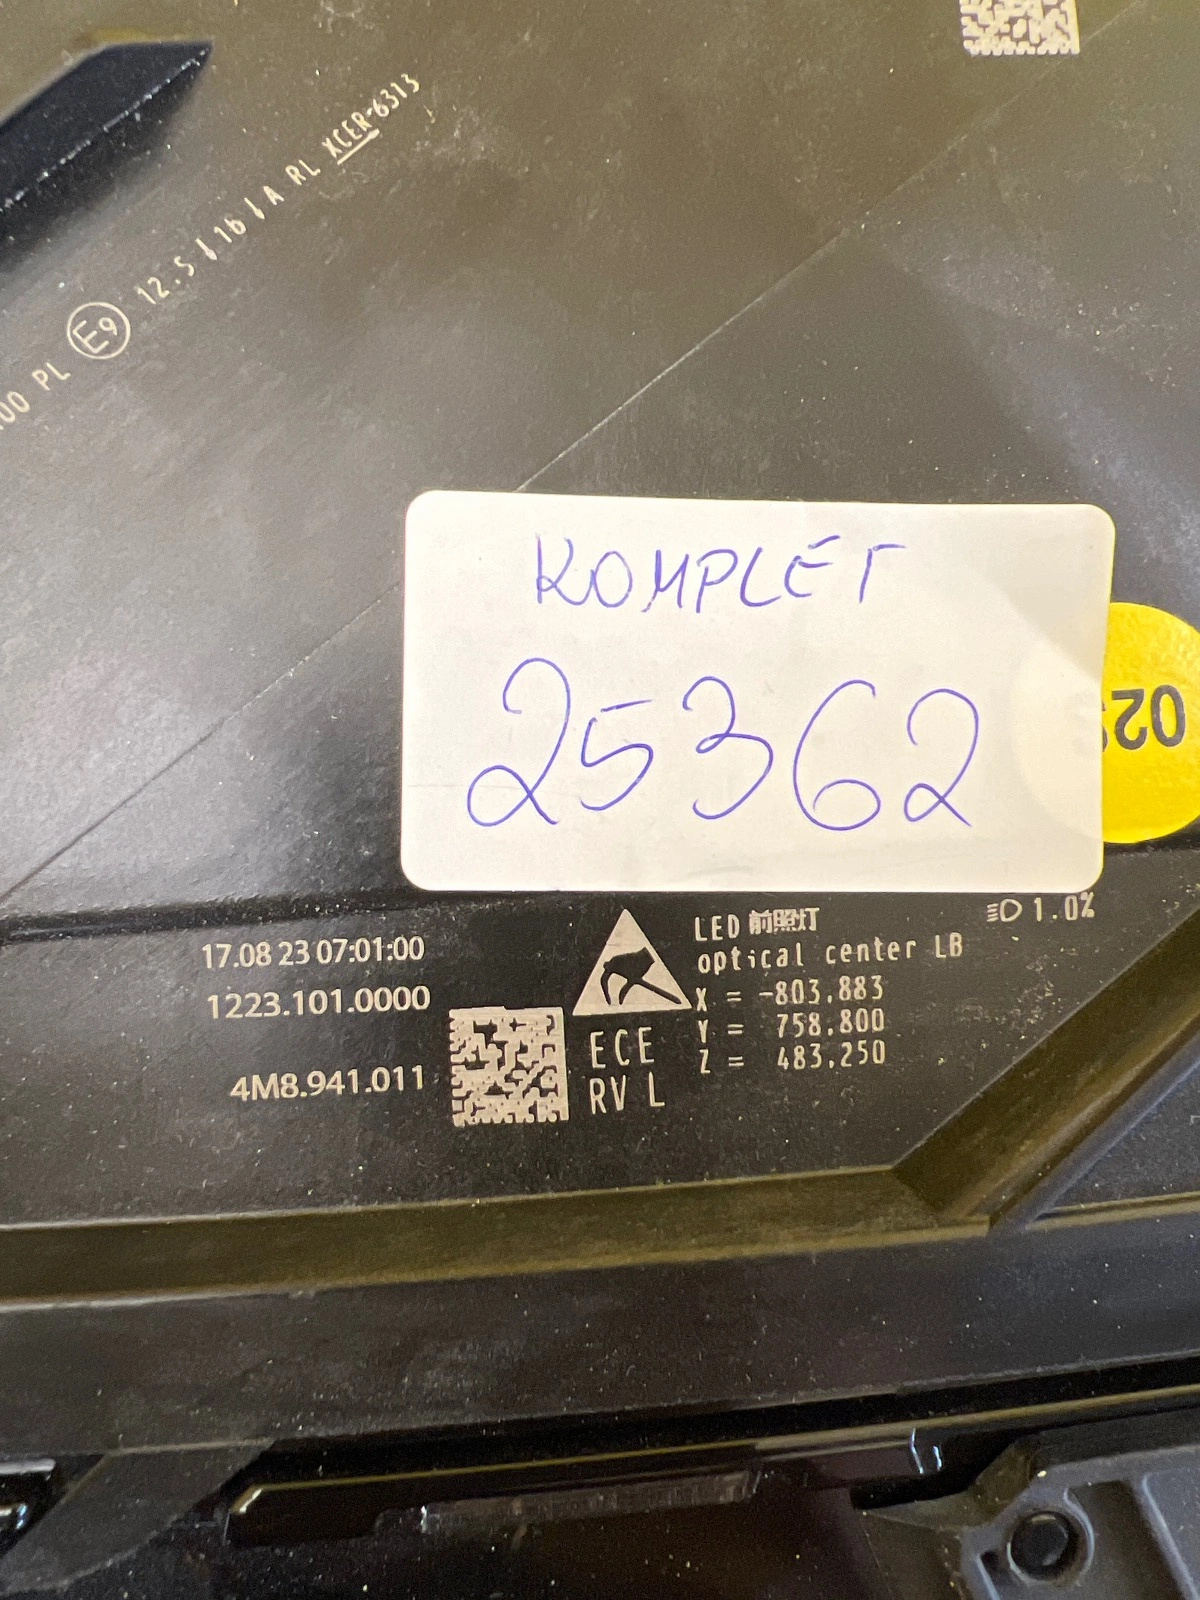 00 PL E9 12.5 l 16 l A RL XCER-6313
KOMPLET
25362
02
1.0%
17.08 23 07:01:00
1223.101.0000
4M8.941.011
ECE
RV L
LED 前照灯
optical center LB
X = -803.883
Y = 758.800
Z = 483.250